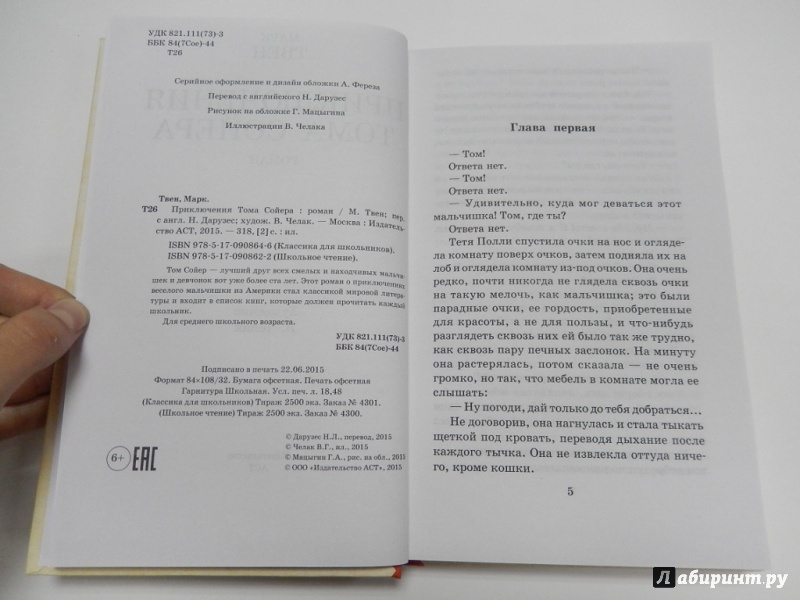 УДК 821.111(73)-3
ББК 84(7Сое)-44
Т26
Серийное оформление и дизайн обложки А. Фереза
Перевод с английского Н. Дарузес
Рисунок на обложке Г. Мацыгина
Иллюстрации В. Челака
Твен, Марк.
Т26 Приключения Тома Сойера : роман / М. Твен; пер.
с англ. Н. Дарузес; худож. В. Челак. — Москва : Издатель-
ство АСТ, 2015. — 318, [2] с. : ил.
ISBN 978-5-17-090864-6 (Классика для школьников).
ISBN 978-5-17-090862-2 (Школьное чтение).
Том Сойер — лучший друг всех смелых и находчивых мальчи-
шек и девчонок вот уже более ста лет. Этот роман о приключениях
веселого мальчишки из Америки стал классикой мировой литера-
туры и входит в список книг, которые должен прочитать каждый
школьник.
Для среднего школьного возраста.
УДК 821.111(73)-3
ББК 84(7Сое)-44
Подписано в печать 22.06.2015
Формат 84×108/32. Бумага офсетная. Печать офсетная
Гарнитура Школьная. Усл. печ. л. 18,48
(Классика для школьников) Тираж 2500 экз. Заказ № 4301.
(Школьное чтение) Тираж 2500 экз. Заказ № 4300.
© Дарузес Н.Л., перевод, 2015
© Челак В.Г., ил., 2015
© Мацыгин Г.А., рис. на обл., 2015
© ООО «Издательство АСТ», 2015
6+ ЕАС
Глава первая
— Том!
Ответа нет.
— Том!
Ответа нет.
— Удивительно, куда мог деваться этот
мальчишка! Том, где ты?
Ответа нет.
Тетя Полли спустила очки на нос и огляде-
ла комнату поверх очков, затем подняла их на
лоб и оглядела комнату из-под очков. Она очень
редко, почти никогда не глядела сквозь очки
на такую мелочь, как мальчишка; это были
парадные очки, ее гордость, приобретенные
для красоты, а не для пользы, и что-нибудь
разглядеть сквозь них ей было так же трудно,
как сквозь пару печных заслонок. На минуту
она растерялась, потом сказала — не очень
громко, но так, что мебель в комнате могла ее
слышать:
— Ну погоди, дай только до тебя добраться...
Не договорив, она нагнулась и стала тыкать
щеткой под кровать, переводя дыхание после
каждого тычка. Она не извлекла оттуда ниче-
го, кроме кошки.
5
Лабиринт.ру